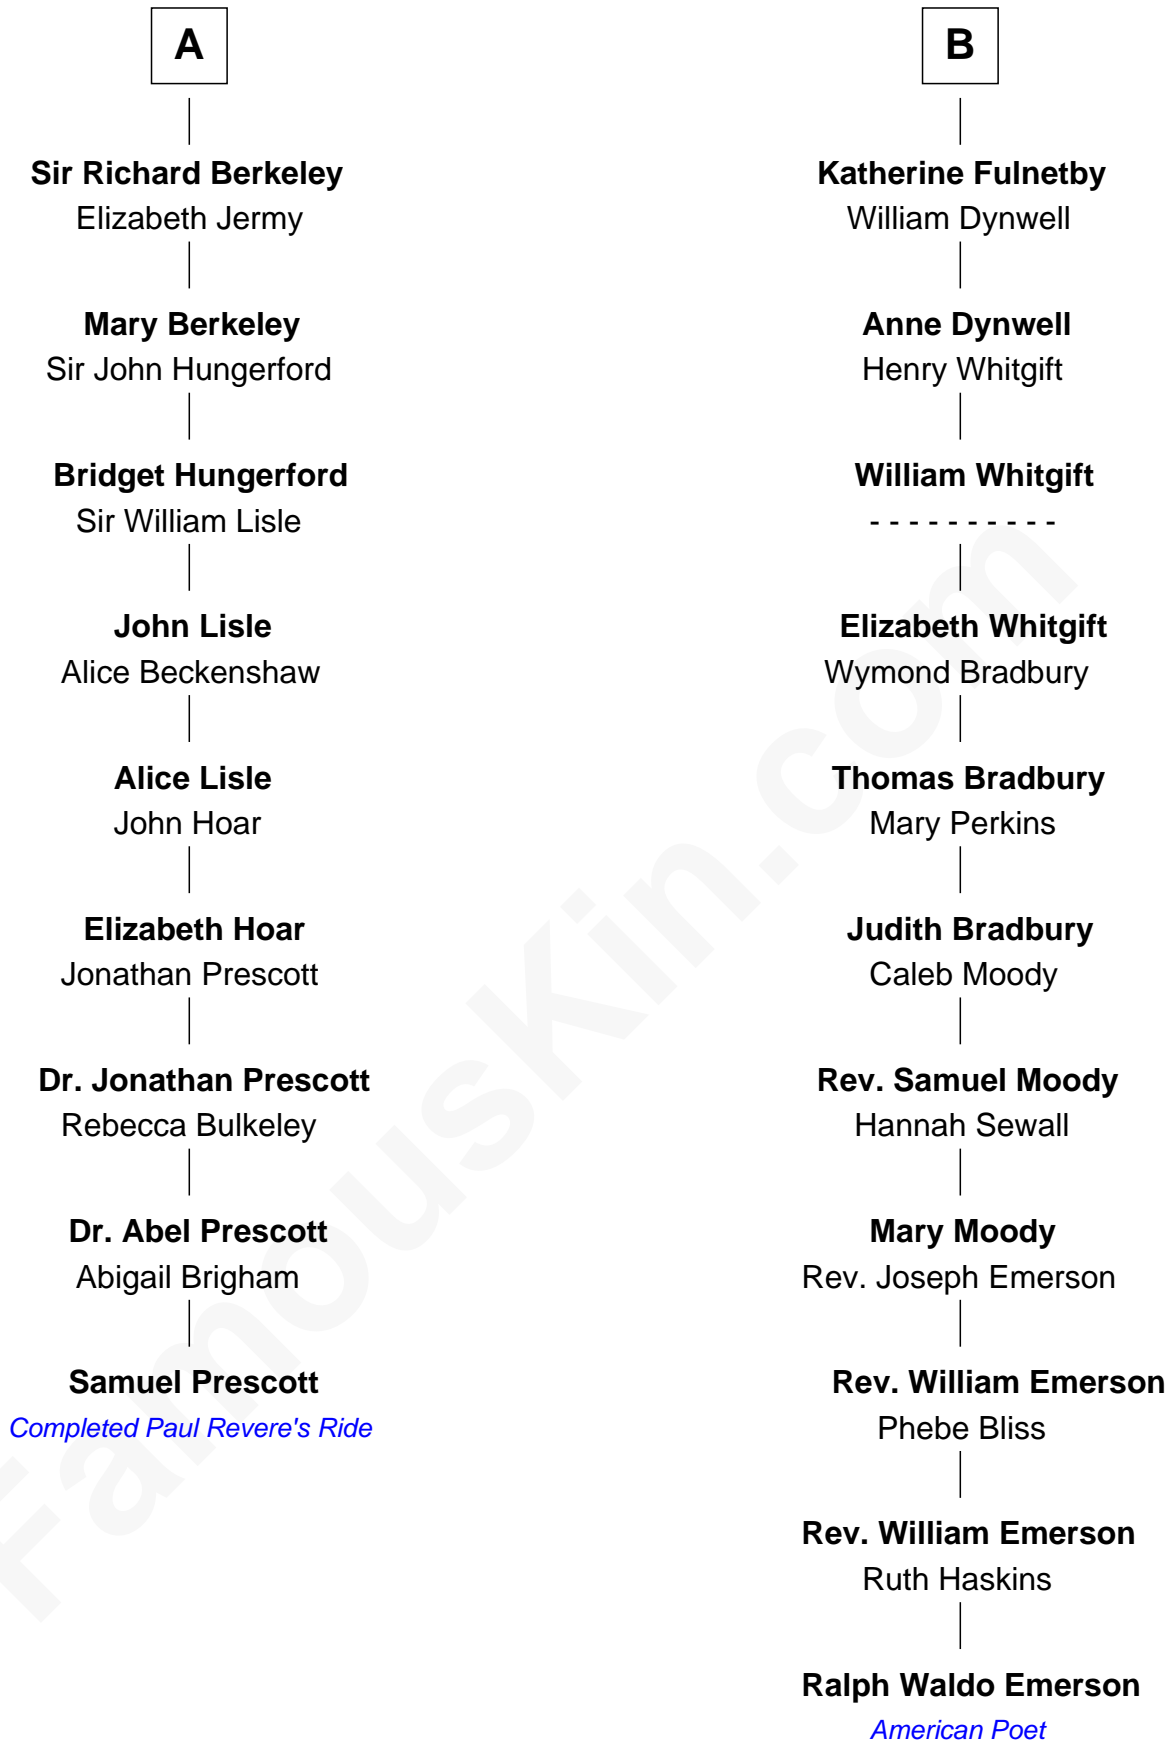 A
Sir Richard Berkeley
Elizabeth Jermy
Mary Berkeley
Sir John Hungerford
Bridget Hungerford
Sir William Lisle
John Lisle
Alice Beckenshaw
Alice Lisle
John Hoar
Elizabeth Hoar
Jonathan Prescott
Dr. Jonathan Prescott
Rebecca Bulkeley
Dr. Abel Prescott
Abigail Brigham
Samuel Prescott
Completed Paul Revere's Ride
B
Katherine Fulnetby
William Dynwell
Anne Dynwell
Henry Whitgift
William Whitgift
- - - - - - - - - -
Elizabeth Whitgift
Wymond Bradbury
Thomas Bradbury
Mary Perkins
Judith Bradbury
Caleb Moody
Rev. Samuel Moody
Hannah Sewall
Mary Moody
Rev. Joseph Emerson
Rev. William Emerson
Phebe Bliss
Rev. William Emerson
Ruth Haskins
Ralph Waldo Emerson
American Poet
FamousKin.com